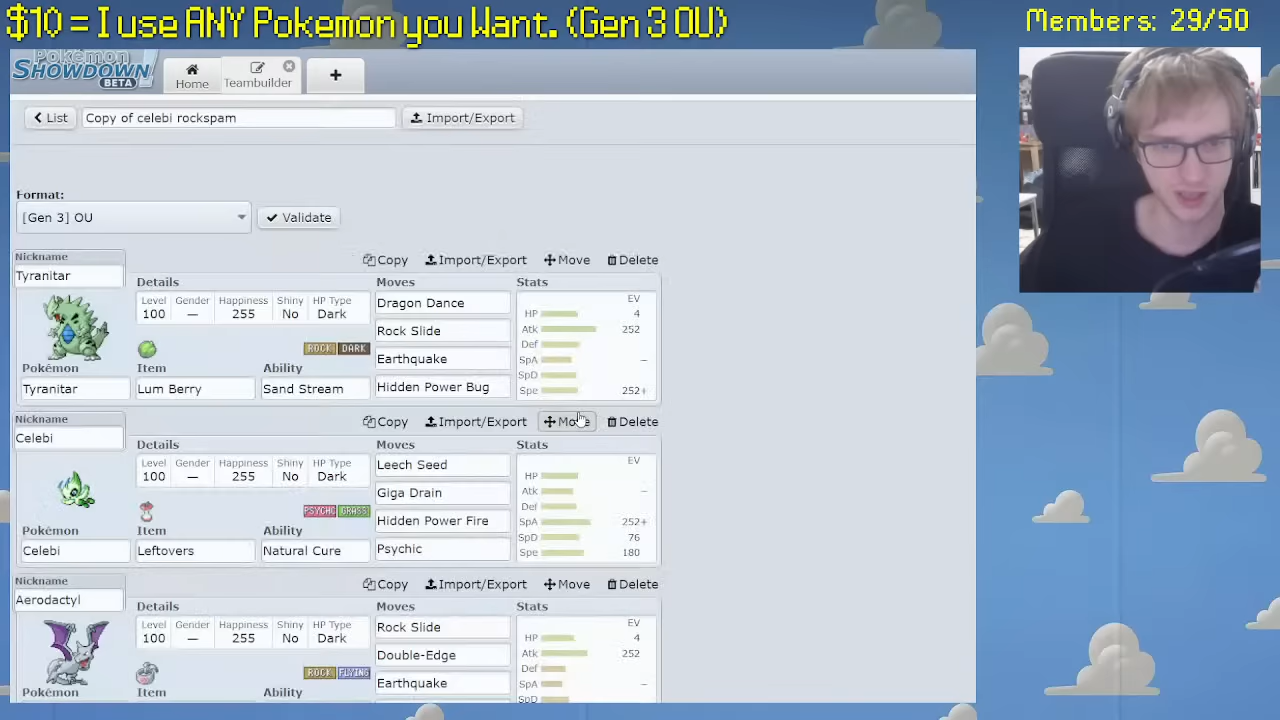 $10 = I use ANY Pokemon you Want. (Gen 3 OU)
Members: 29/50
Pokémon
SHOWDOWN
BETA
Home
Teambuilder
+
List
Copy of celebi rockspam
Import/Export
Format:
[Gen 3] OU
Validate
Nickname
Tyranitar
Copy Import/Export Move Delete
Details
Moves
Stats
Level Gender Happiness Shiny HP Type
100 — 255 No Dark
ROCK DARK
Pokémon Item Ability
Tyranitar Lum Berry Sand Stream
Dragon Dance
Rock Slide
Earthquake
Hidden Power Bug
EV
HP 4
Atk 252
Def
SpA –
SpD
Spe 252+
Nickname
Celebi
Copy Import/Export Move Delete
Details
Moves
Stats
Level Gender Happiness Shiny HP Type
100 — 255 No Dark
PSYCHC GRASS
Pokémon Item Ability
Celebi Leftovers Natural Cure
Leech Seed
Giga Drain
Hidden Power Fire
Psychic
EV
HP
Atk –
Def
SpA 252+
SpD 76
Spe 180
Nickname
Aerodactyl
Copy Import/Export Move Delete
Details
Moves
Stats
Level Gender Happiness Shiny HP Type
100 — 255 No Dark
ROCK FLYING
Pokémon Item Ability
Rock Slide
Double-Edge
Earthquake
EV
HP 4
Atk 252
Def
SpA –
SpD